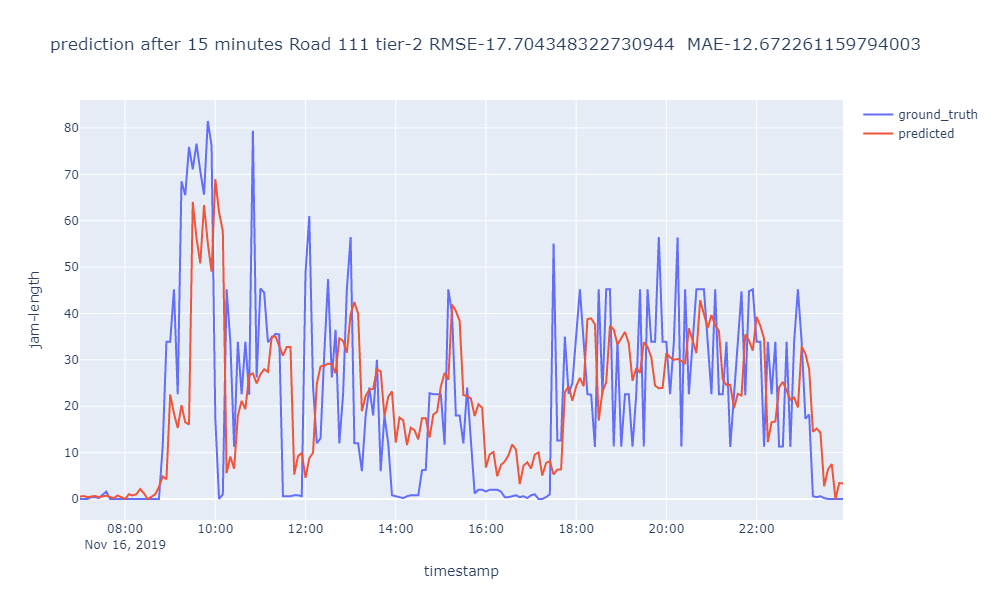 prediction after 15 minutes Road 111 tier-2 RMSE-17.704348322730944  MAE-12.672261159794003
ground_truth
predicted
80
70
60
50
40
30
20
10
0
jam-length
08:00 10:00 12:00 14:00 16:00 18:00 20:00 22:00
Nov 16, 2019
timestamp